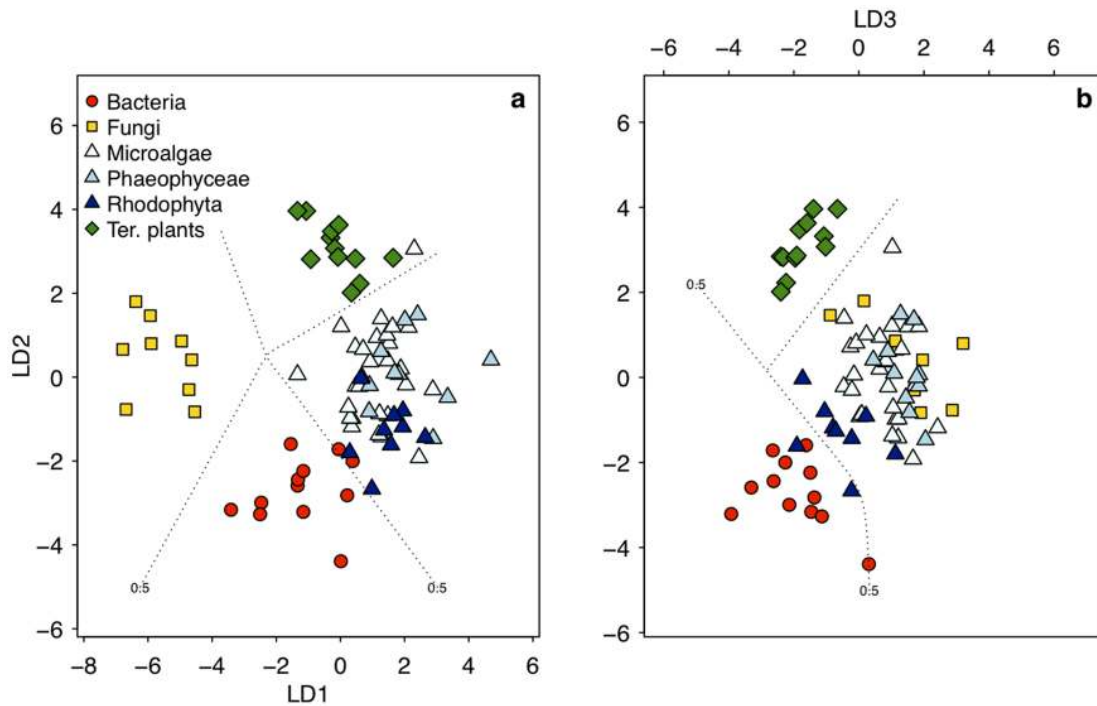 LD3
−6 −4 −2 0 2 4 6
a
b
Bacteria
Fungi
Microalgae
Phaeophyceae
Rhodophyta
Ter. plants
6
4
2
0
−2
−4
−6
LD2
0:5
0:5
−8 −6 −4 −2 0 2 4 6
LD1
6
4
2
0
−2
−4
−6
0:5
0:5